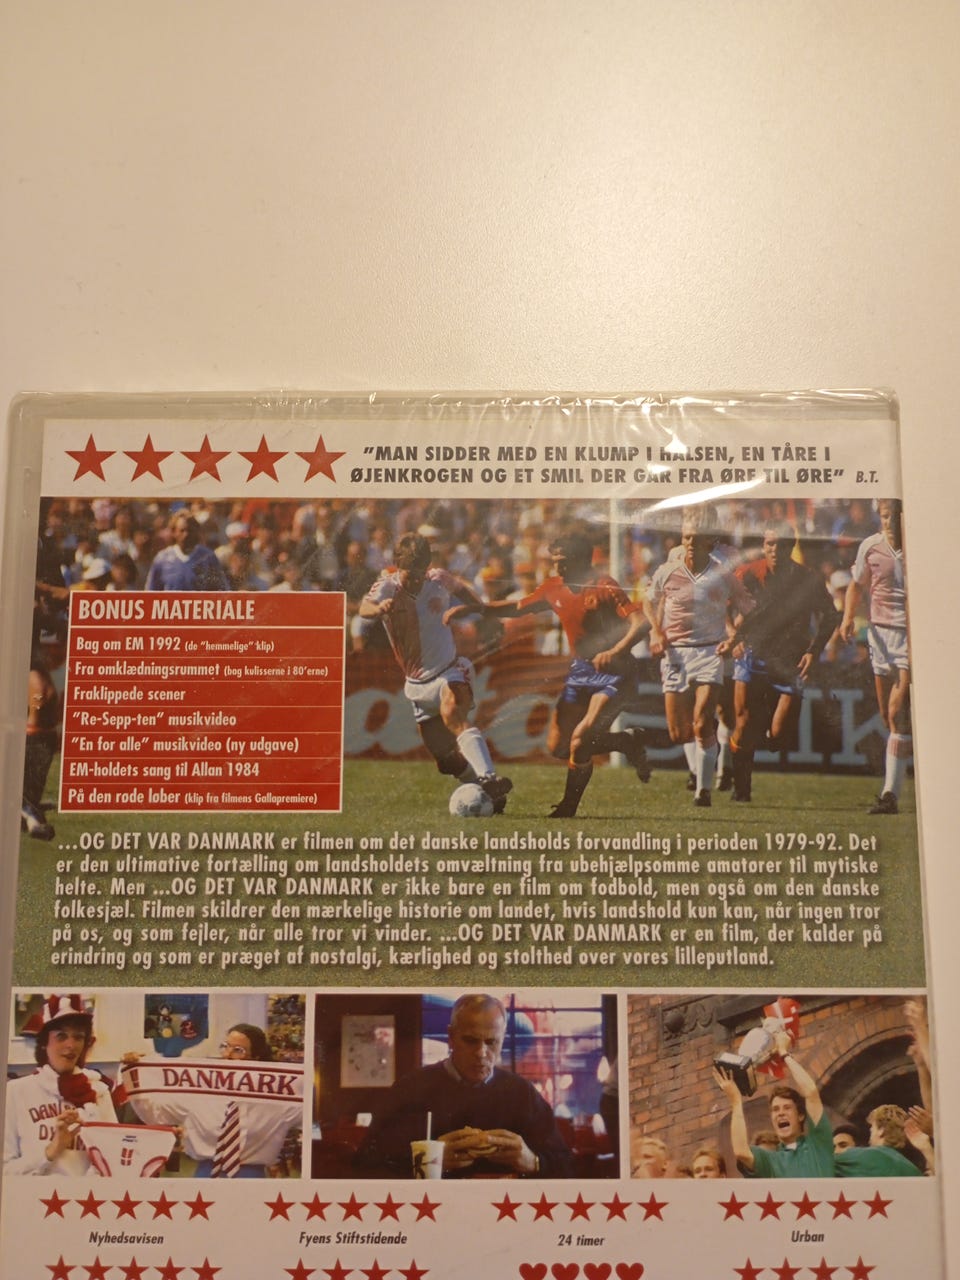 "MAN SIDDER MED EN KLUMP I HALSEN, EN TÅRE I
ØJENKROGEN OG ET SMIL DER GÅR FRA ØRE TIL ØRE" B.T.
BONUS MATERIALE
Bag om EM 1992 (de "hemmelige" klip)
Fra omklædningsrummet (bag kulisserne i 80'erne)
Fraklippede scener
"Re-Sepp-ten" musikvideo
"En for alle" musikvideo (ny udgave)
EM-holdets sang til Allan 1984
På den røde løber (klip fra filmens Gallapremiere)
...OG DET VAR DANMARK er filmen om det danske landsholds forvandling i perioden 1979-92. Det
er den ultimative fortælling om landsholdets omvæltning fra ubehjælpsomme amatører til mytiske
helte. Men ...OG DET VAR DANMARK er ikke bare en film om fodbold, men også om den danske
folkesjæl. Filmen skildrer den mærkelige historie om landet, hvis landshold kun kan, når ingen tror
på os, og som fejler, når alle tror vi vinder. ...OG DET VAR DANMARK er en film, der kalder på
erindring og som er præget af nostalgi, kærlighed og stolthed over vores lilleputland.
DANMARK
Nyhedsavisen
Fyens Stiftstidende
24 timer
Urban